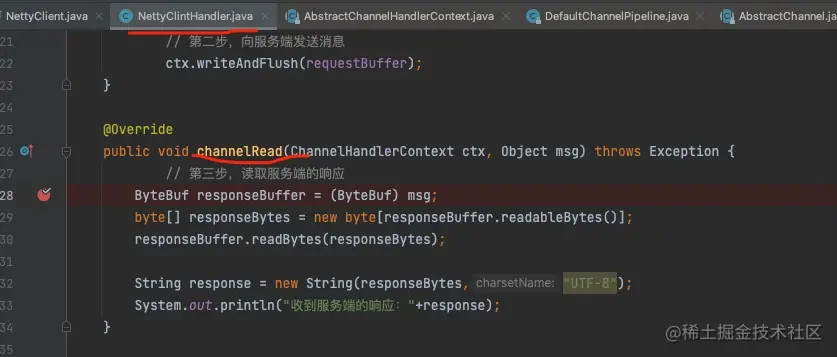 NettyClient.java NettyClintHandler.java AbstractChannelHandlerContext.java DefaultChannelPipeline.java AbstractChannel.ja
21 // 第二步，向服务端发送消息
22 ctx.writeAndFlush(requestBuffer);
23 }
24
25 @Override
26 public void channelRead(ChannelHandlerContext ctx, Object msg) throws Exception {
27 // 第三步，读取服务端的响应
28 ByteBuf responseBuffer = (ByteBuf) msg;
29 byte[] responseBytes = new byte[responseBuffer.readableBytes()];
30 responseBuffer.readBytes(responseBytes);
31
32 String response = new String(responseBytes, charsetName: "UTF-8");
33 System.out.println("收到服务端的响应："+response);
34 }
35
@稀土掘金技术社区